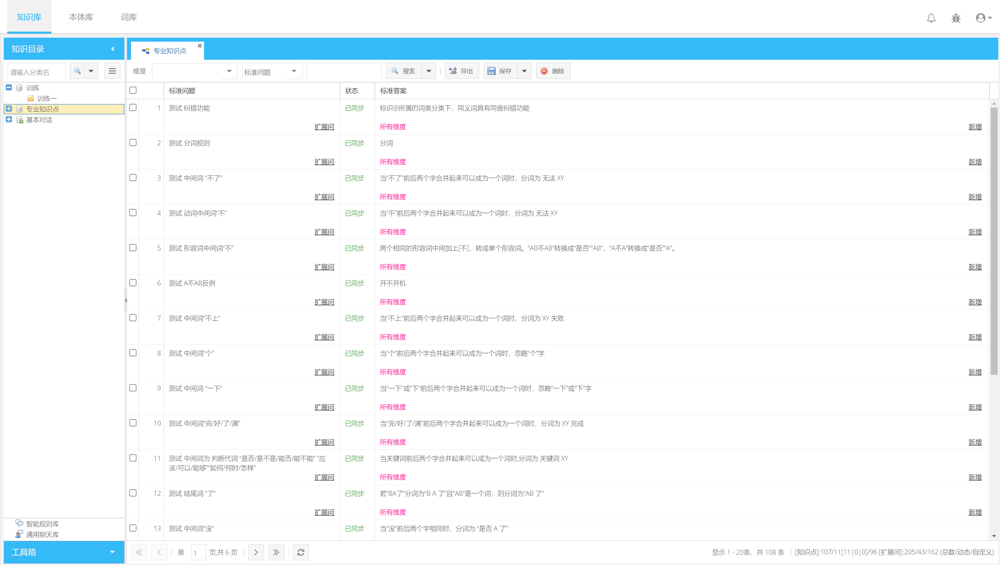 知识库 本体库 词库
知识目录
专业知识点
请输入分类名
维度 标准问题 搜索 导出 保存 删除
训练
训练一
专业知识点
基本对话
标准问题 状态 标准答案
1 测试 纠错功能 已同步 标识@所属的词类分类下，同义词具有同音纠错功能
扩展问 所有维度 新增
2 测试 分词规则 已同步 分词
扩展问 所有维度 新增
3 测试 中间词 “不了” 已同步 当“不了”前后两个字合并起来可以成为一个词时，分词为 无法 XY
扩展问 所有维度 新增
4 测试 动词中间词“不” 已同步 当“不”前后两个字合并起来可以成为一个词时，分词为 无法 XY
扩展问 所有维度 新增
5 测试 形容词中间词“不” 已同步 两个相同的形容词中间加上[不]，转成单个形容词。“AB不AB”转换成“是否”“AB”，“A不A”转换成“是否”“A”。
扩展问 所有维度 新增
6 测试 A不AB反例 已同步 开不开机
扩展问 所有维度 新增
7 测试 中间词“不上” 已同步 当“不上”前后两个字合并起来可以成为一个词时，分词为 XY 失败
扩展问 所有维度 新增
8 测试 中间词“个” 已同步 当“个”前后两个字合并起来可以成为一个词时，忽略“个”字
扩展问 所有维度 新增
9 测试 中间词 “一下” 已同步 当“一下”或“下”前后两个字合并起来可以成为一个词时，忽略“一下”或“下”字
扩展问 所有维度 新增
10 测试 中间词“完/好/了/满” 已同步 当“完/好/了/满”前后两个字合并起来可以成为一个词时，分词为 XY 完成
扩展问 所有维度 新增
11 测试 中间词为 判断代词 “是否/是不是/能否/能不能” “应 已同步 当关键词前后两个字合并起来可以成为一个词时,分词为 关键词 XY
该/可以/能够”“如何/何时/怎样”
扩展问 所有维度 新增
12 测试 结尾词 “了” 已同步 若“BA了”分词为“B A 了”且“AB”是一个词，则分词为“AB 了”
扩展问 所有维度 新增
13 测试 中间词“没” 已同步 当“没”前后两个字相同时，分词为 “是否 A 了”
智能规则库
通用聊天库
工具箱
第 1 页,共 6 页
显示 1 - 20条，共 108 条 [知识点]:107/11[11|0|0]/96 [扩展问]:205/43/162 (总数/动态/自定义)